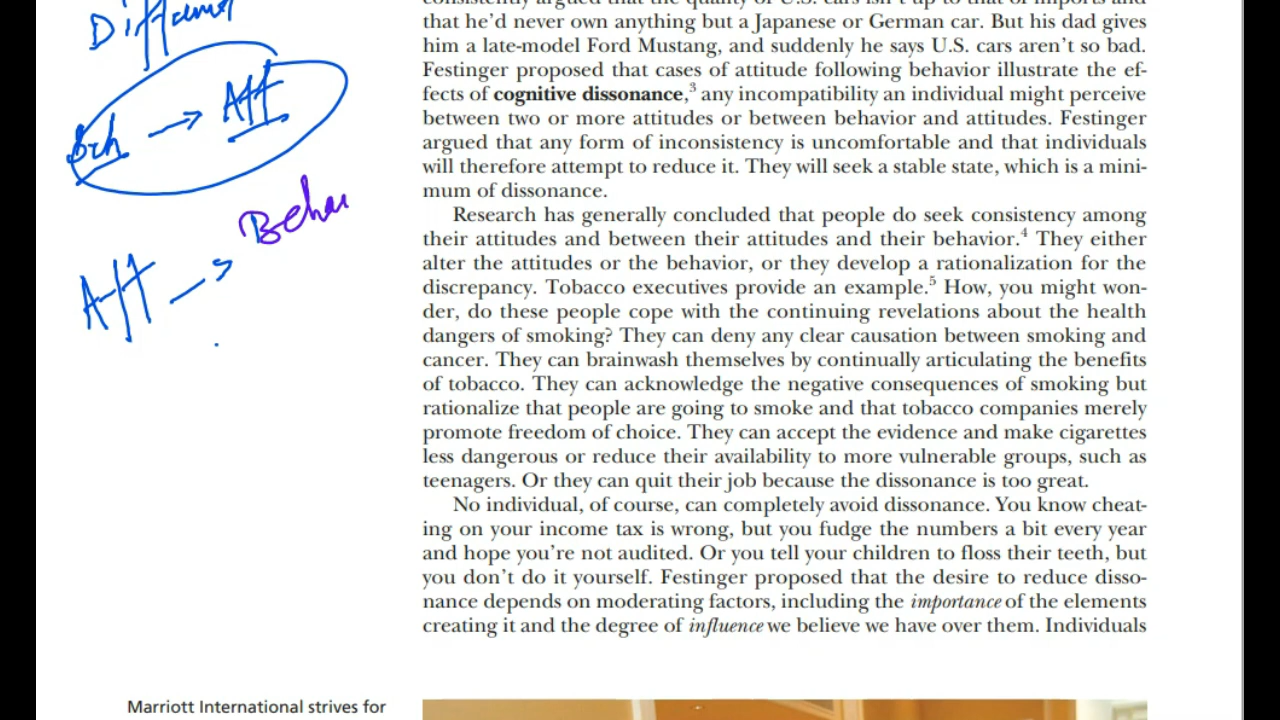 Beh → Att
Behav
Att →
that he'd never own anything but a Japanese or German car. But his dad gives
him a late-model Ford Mustang, and suddenly he says U.S. cars aren't so bad.
Festinger proposed that cases of attitude following behavior illustrate the ef-
fects of cognitive dissonance,³ any incompatibility an individual might perceive
between two or more attitudes or between behavior and attitudes. Festinger
argued that any form of inconsistency is uncomfortable and that individuals
will therefore attempt to reduce it. They will seek a stable state, which is a mini-
mum of dissonance.
Research has generally concluded that people do seek consistency among
their attitudes and between their attitudes and their behavior.⁴ They either
alter the attitudes or the behavior, or they develop a rationalization for the
discrepancy. Tobacco executives provide an example.⁵ How, you might won-
der, do these people cope with the continuing revelations about the health
dangers of smoking? They can deny any clear causation between smoking and
cancer. They can brainwash themselves by continually articulating the benefits
of tobacco. They can acknowledge the negative consequences of smoking but
rationalize that people are going to smoke and that tobacco companies merely
promote freedom of choice. They can accept the evidence and make cigarettes
less dangerous or reduce their availability to more vulnerable groups, such as
teenagers. Or they can quit their job because the dissonance is too great.
No individual, of course, can completely avoid dissonance. You know cheat-
ing on your income tax is wrong, but you fudge the numbers a bit every year
and hope you're not audited. Or you tell your children to floss their teeth, but
you don't do it yourself. Festinger proposed that the desire to reduce disso-
nance depends on moderating factors, including the importance of the elements
creating it and the degree of influence we believe we have over them. Individuals
Marriott International strives for